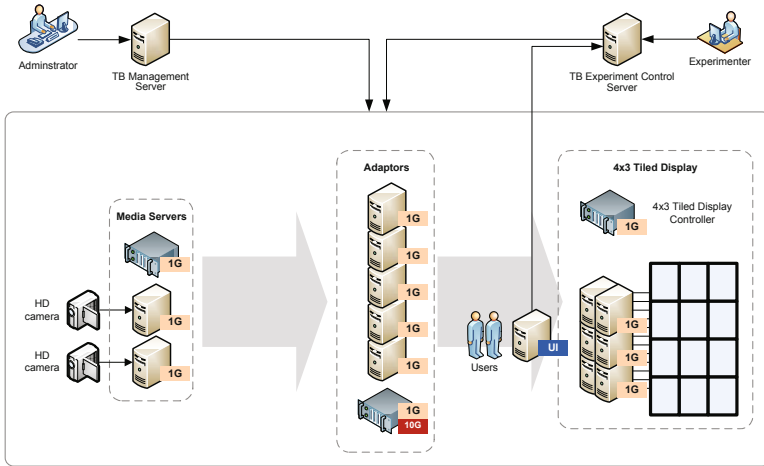 Adminstrator
TB Management
Server
TB Experiment Control
Server
Experimenter
Media Servers
1G
HD
camera
1G
HD
camera
1G
Adaptors
1G
1G
1G
1G
1G
1G
10G
Users
UI
4x3 Tiled Display
4x3 Tiled Display
Controller
1G
1G
1G
1G